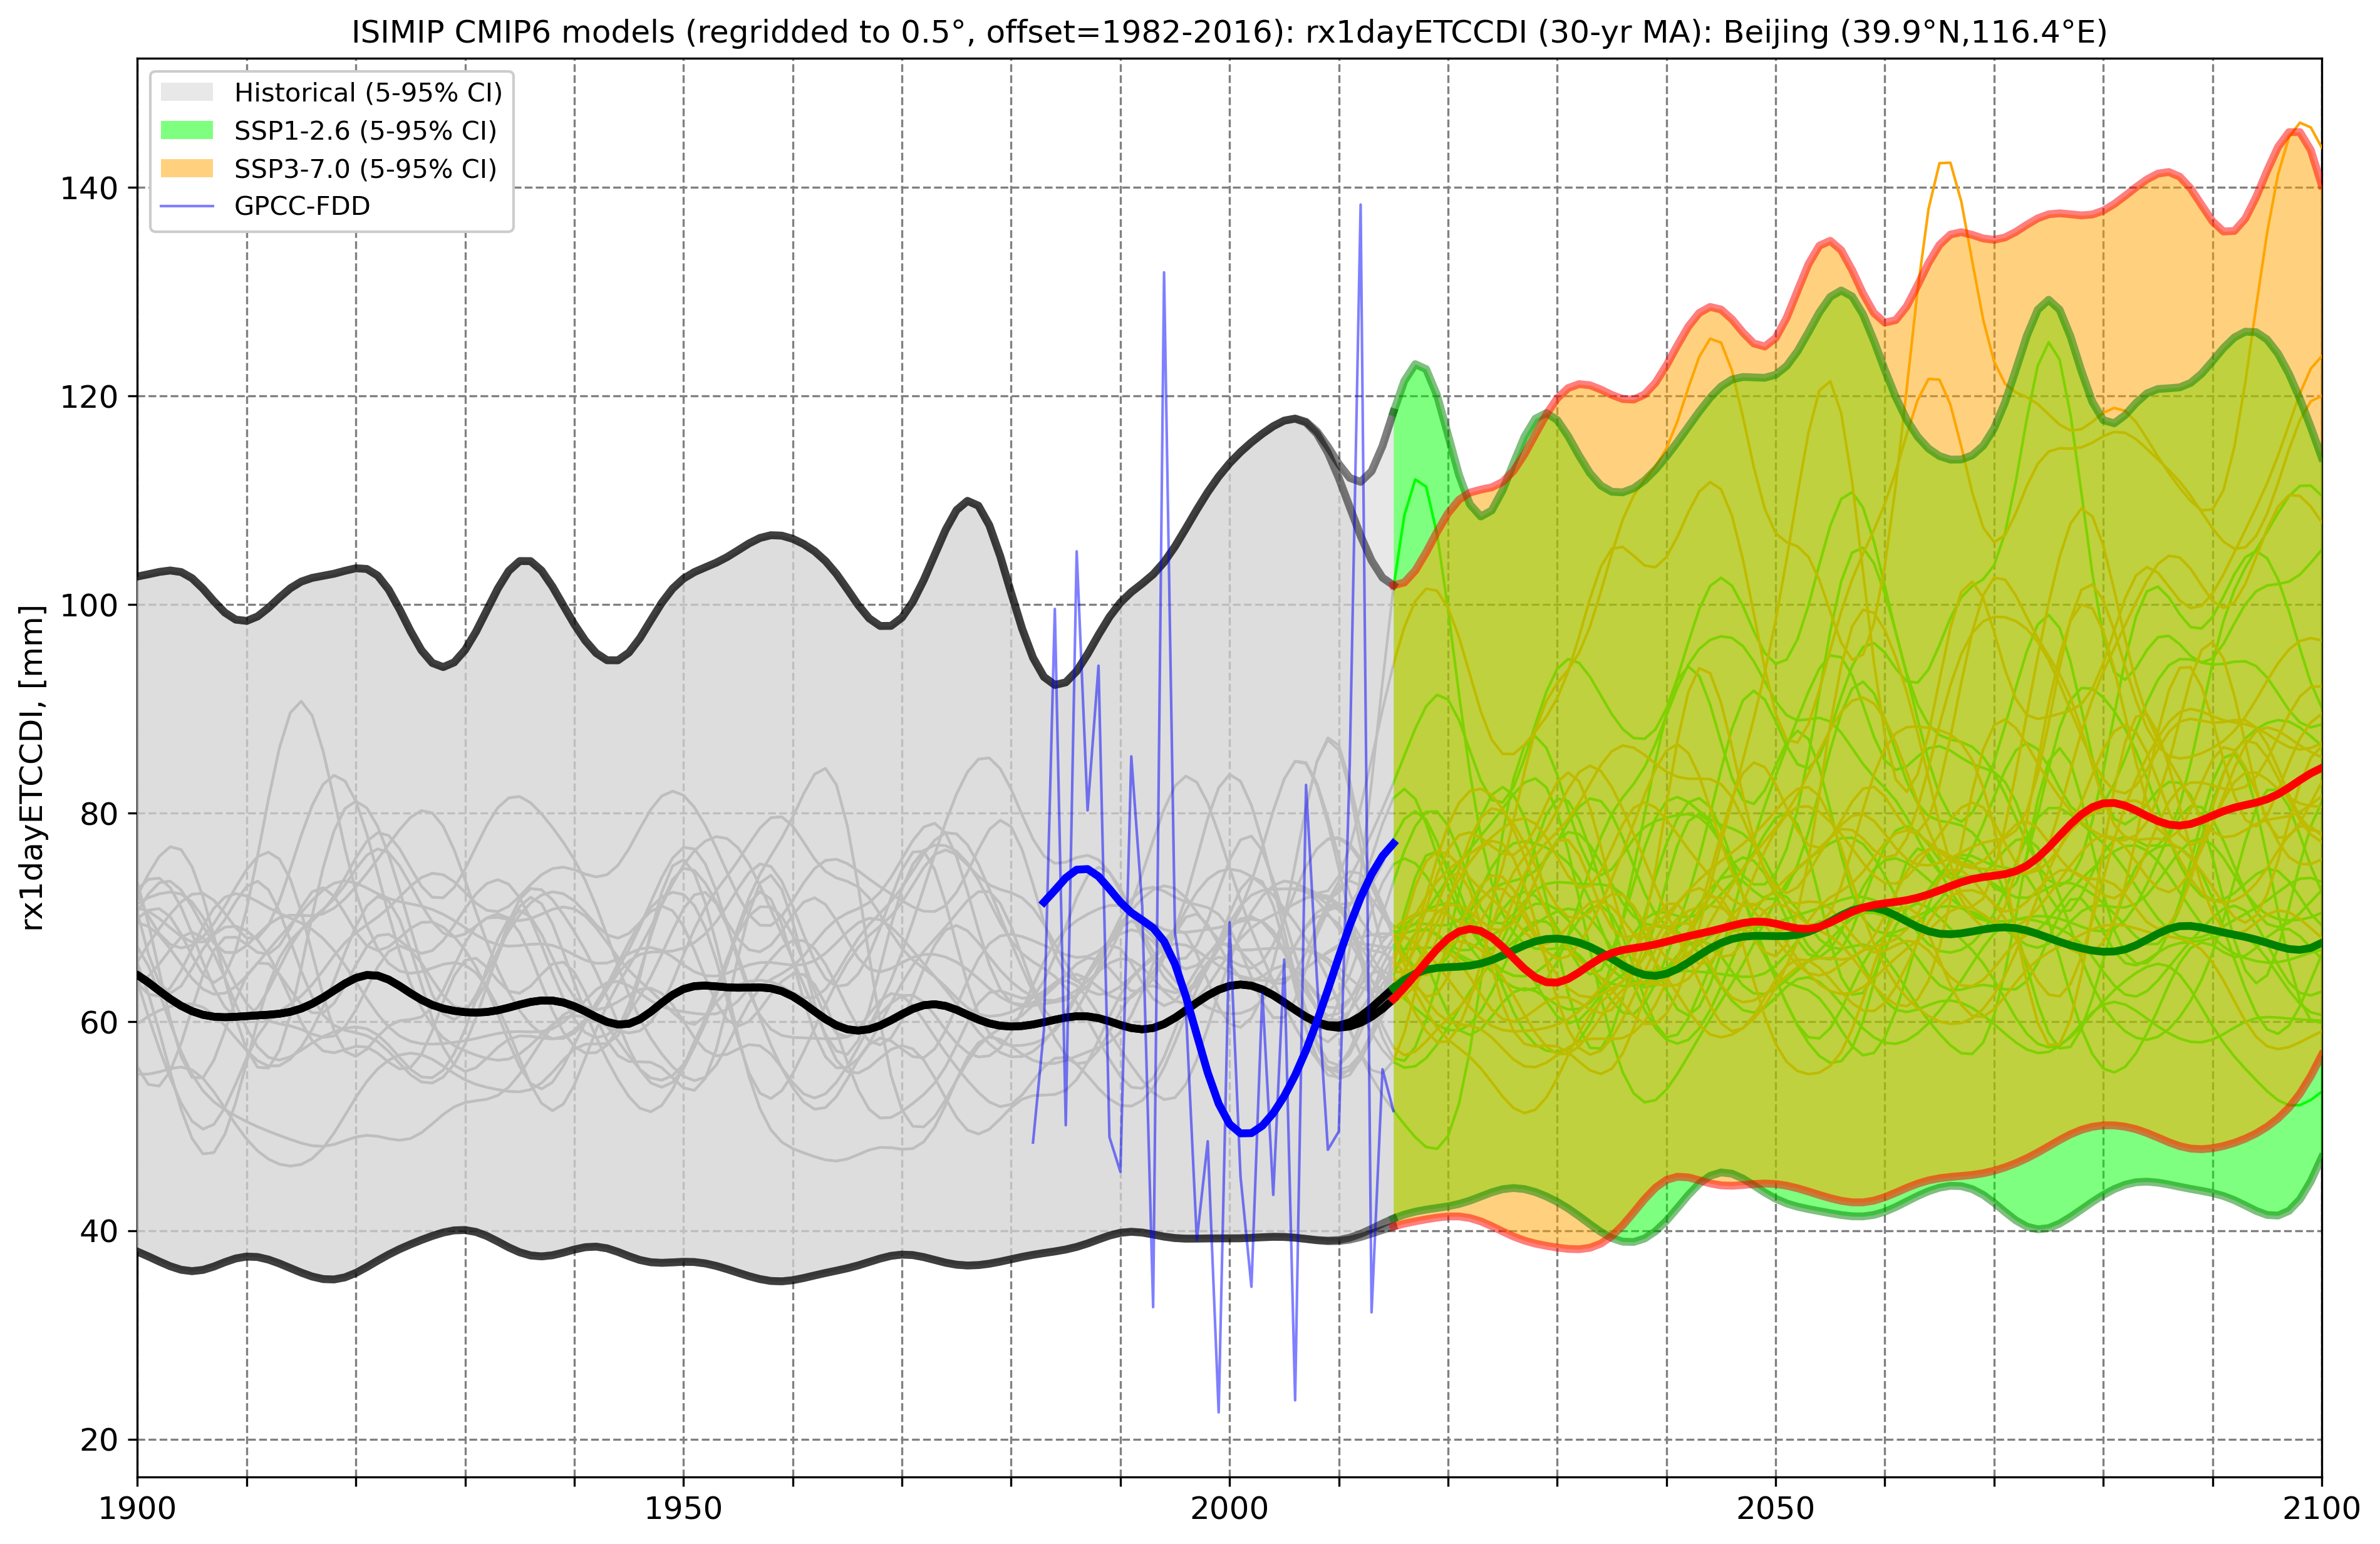 ISIMIP CMIP6 models (regridded to 0.5°, offset=1982-2016): rx1dayETCCDI (30-yr MA): Beijing (39.9°N,116.4°E)
Historical (5-95% CI)
SSP1-2.6 (5-95% CI)
SSP3-7.0 (5-95% CI)
GPCC-FDD
rx1dayETCCDI, [mm]
140
120
100
80
60
40
20
1900
1950
2000
2050
2100